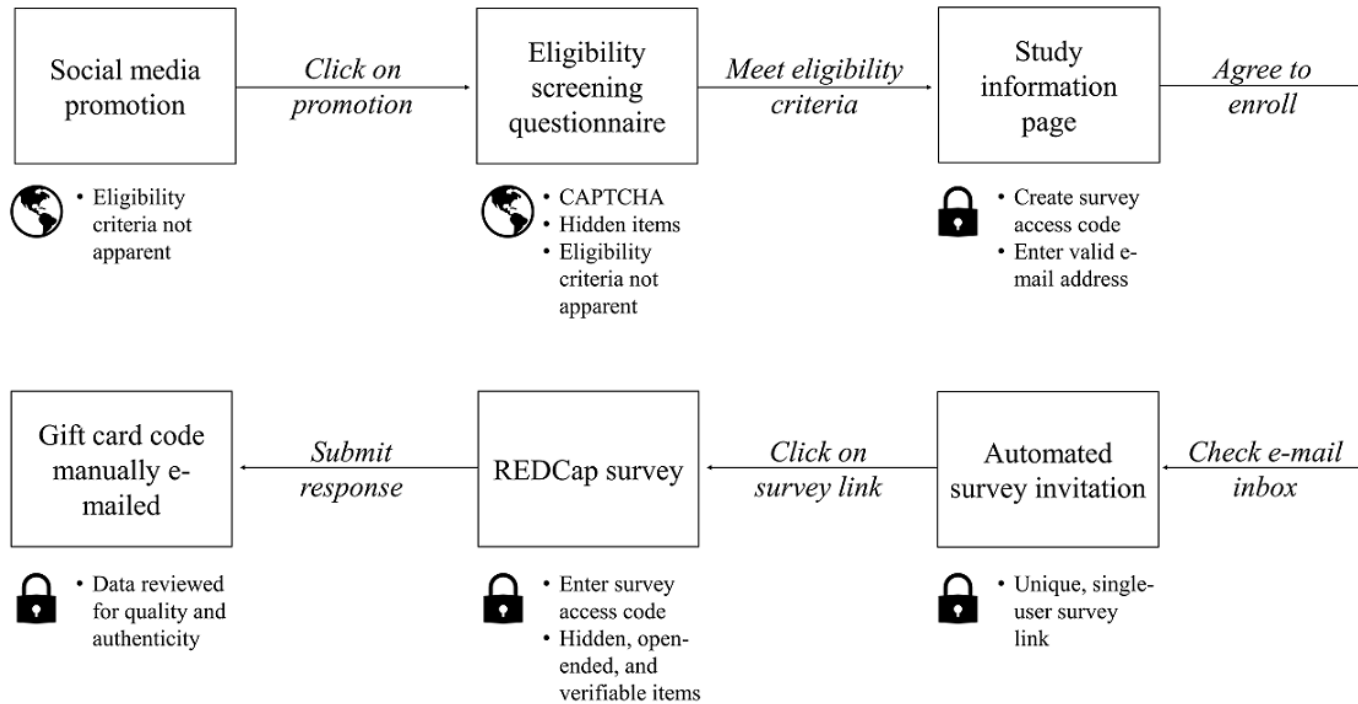 Social media
promotion
Click on
promotion
Eligibility
screening
questionnaire
Meet eligibility
criteria
Study
information
page
Agree to
enroll
• Eligibility
criteria not
apparent
• CAPTCHA
• Hidden items
• Eligibility
criteria not
apparent
• Create survey
access code
• Enter valid e-
mail address
Gift card code
manually e-
mailed
Submit
response
REDCap survey
Click on
survey link
Automated
survey invitation
Check e-mail
inbox
• Data reviewed
for quality and
authenticity
• Enter survey
access code
• Hidden, open-
ended, and
verifiable items
• Unique, single-
user survey
link